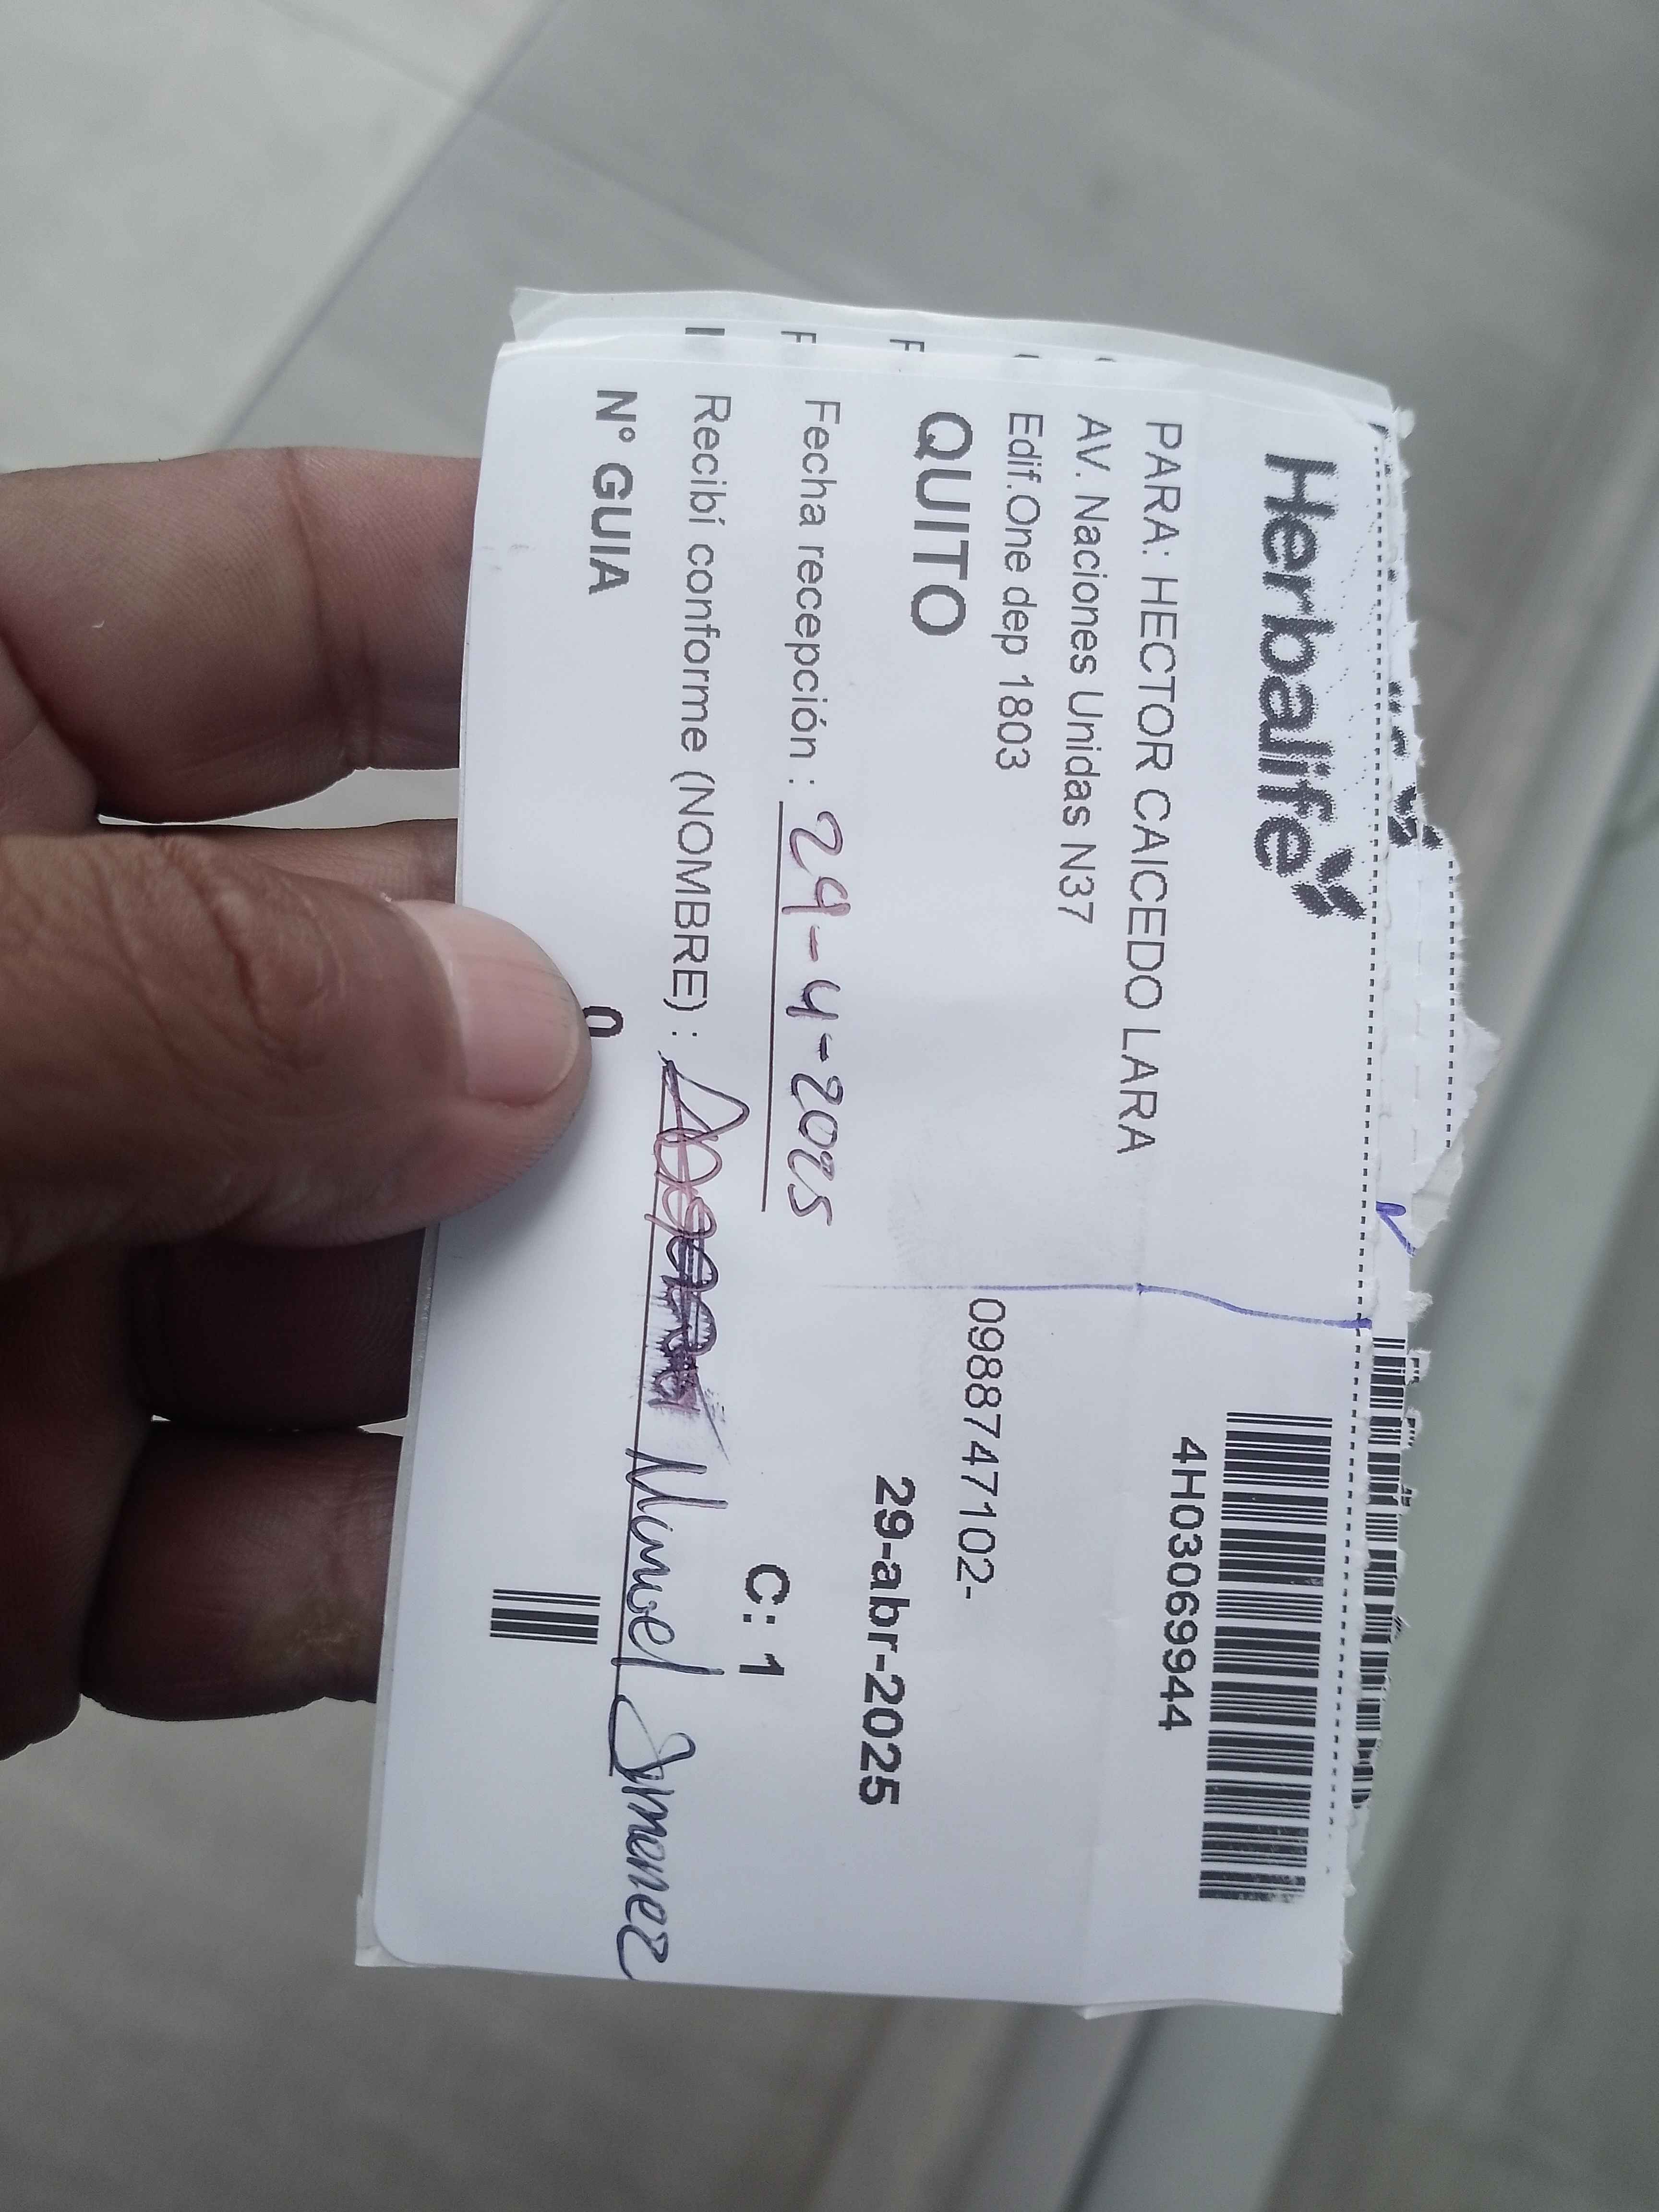 Herbalife
4H03069944
PARA: HECTOR CAICEDO LARA
AV. Naciones Unidas N37
Edif.One dep 1803
0988747102-
QUITO
29-abr-2025
Fecha recepción : 29-4-2025
C: 1
Recibí conforme (NOMBRE) : Manuel Jimenez
N° GUIA
0